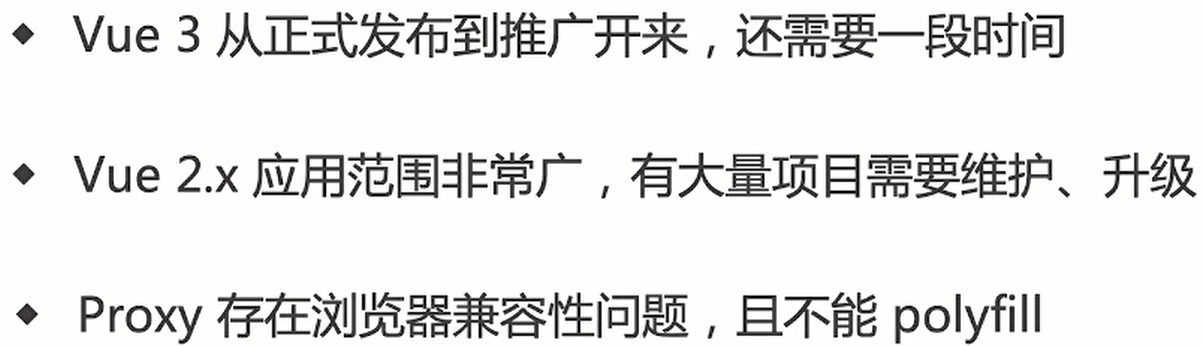 ◆ Vue 3 从正式发布到推广开来，还需要一段时间
◆ Vue 2.x 应用范围非常广，有大量项目需要维护、升级
◆ Proxy 存在浏览器兼容性问题，且不能 polyfill